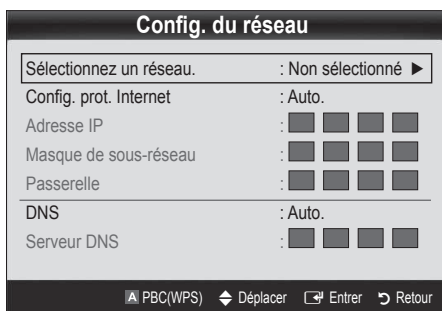 Config. du réseau
Sélectionnez un réseau. : Non sélectionné ►
Config. prot. Internet : Auto.
Adresse IP :
Masque de sous-réseau :
Passerelle :
DNS : Auto.
Serveur DNS :
A PBC(WPS) Déplacer Entrer Retour